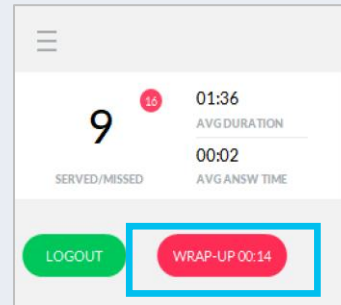 16
01:36
9
AVG DURATION
00:02
SERVED/MISSED
AVG ANSW TIME
LOGOUT
WRAP-UP 00:14